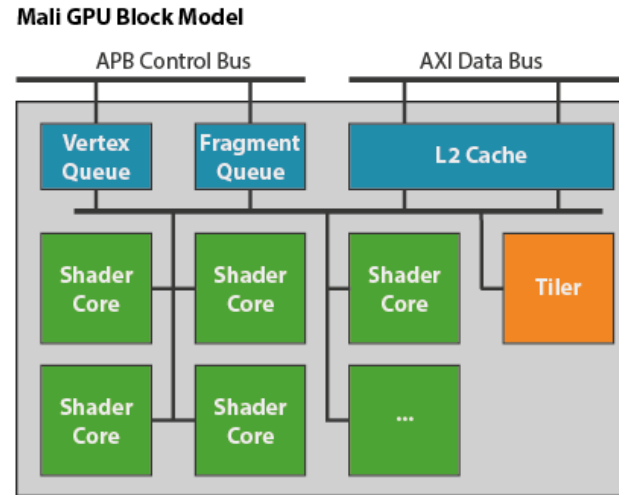 Mali GPU Block Model
APB Control Bus
AXI Data Bus
Vertex
Queue
Fragment
Queue
L2 Cache
Shader
Core
Shader
Core
Shader
Core
Tiler
Shader
Core
Shader
Core
...